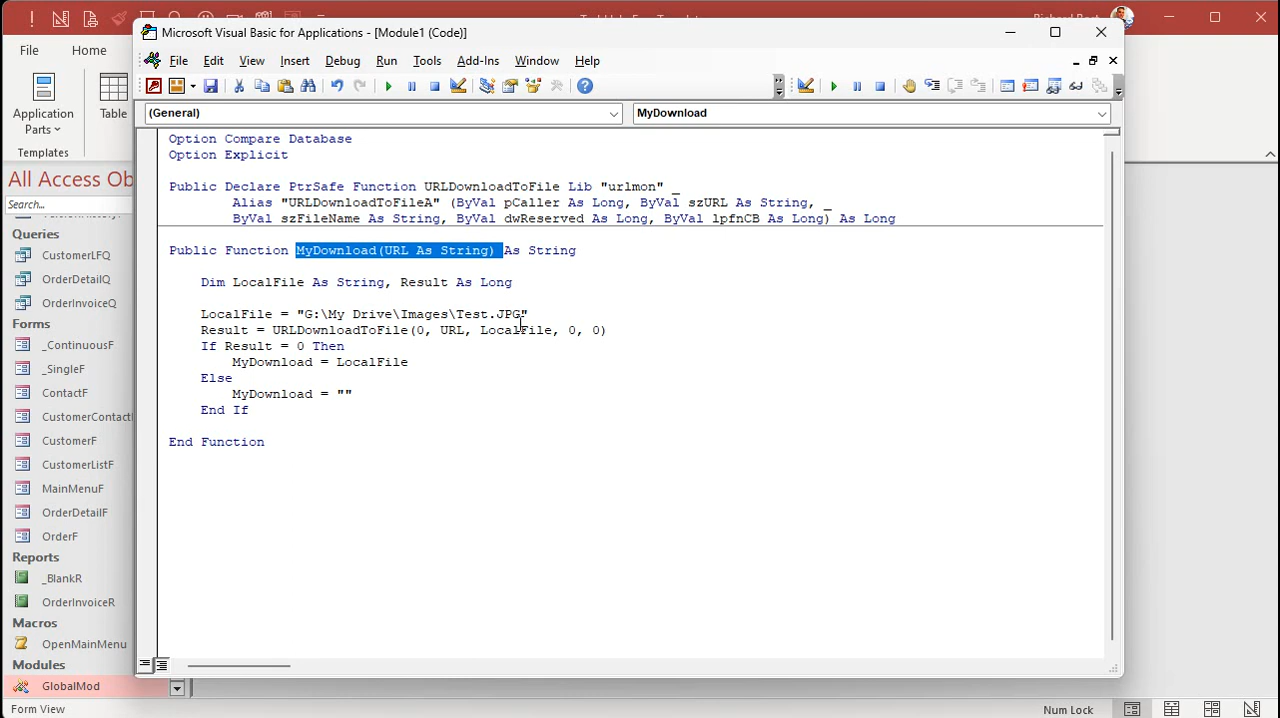 Microsoft Visual Basic for Applications - [Module1 (Code)]
File Edit View Insert Debug Run Tools Add-Ins Window Help
(General) MyDownload
File Home
Application Parts
Table
Templates
All Access Ob
Search...
Queries
CustomerLFQ
OrderDetailQ
OrderInvoiceQ
Forms
_ContinuousF
_SingleF
ContactF
CustomerContact
CustomerF
CustomerListF
MainMenuF
OrderDetailF
OrderF
Reports
_BlankR
OrderInvoiceR
Macros
OpenMainMenu
Modules
GlobalMod
Option Compare Database
Option Explicit
Public Declare PtrSafe Function URLDownloadToFile Lib "urlmon" _
Alias "URLDownloadToFileA" (ByVal pCaller As Long, ByVal szURL As String, _
ByVal szFileName As String, ByVal dwReserved As Long, ByVal lpfnCB As Long) As Long
Public Function MyDownload(URL As String) As String
Dim LocalFile As String, Result As Long
LocalFile = "G:\My Drive\Images\Test.JPG"
Result = URLDownloadToFile(0, URL, LocalFile, 0, 0)
If Result = 0 Then
MyDownload = LocalFile
Else
MyDownload = ""
End If
End Function
Form View
Num Lock